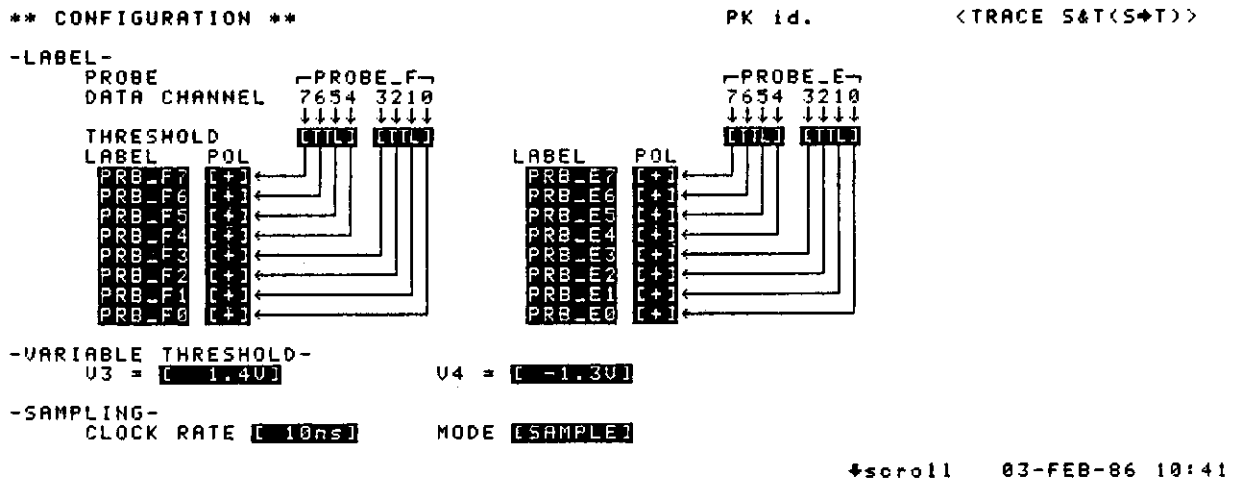 ** CONFIGURATION ** PK id. <TRACE S&T(S→T)>
-LABEL-
PROBE PROBE_F PROBE_E
DATA CHANNEL 7654 3210 7654 3210
↓↓↓↓ ↓↓↓↓ ↓↓↓↓ ↓↓↓↓
THRESHOLD [TTL] [TTL] [TTL] [TTL]
LABEL POL LABEL POL
PRB_F7 [+] PRB_E7 [+]
PRB_F6 [+] PRB_E6 [+]
PRB_F5 [+] PRB_E5 [+]
PRB_F4 [+] PRB_E4 [+]
PRB_F3 [+] PRB_E3 [+]
PRB_F2 [+] PRB_E2 [+]
PRB_F1 [+] PRB_E1 [+]
PRB_F0 [+] PRB_E0 [+]
-VARIABLE THRESHOLD-
V3 = [ 1.4V] V4 = [ -1.3V]
-SAMPLING-
CLOCK RATE [ 10ns] MODE [SAMPLE]
↓scroll 03-FEB-86 10:41